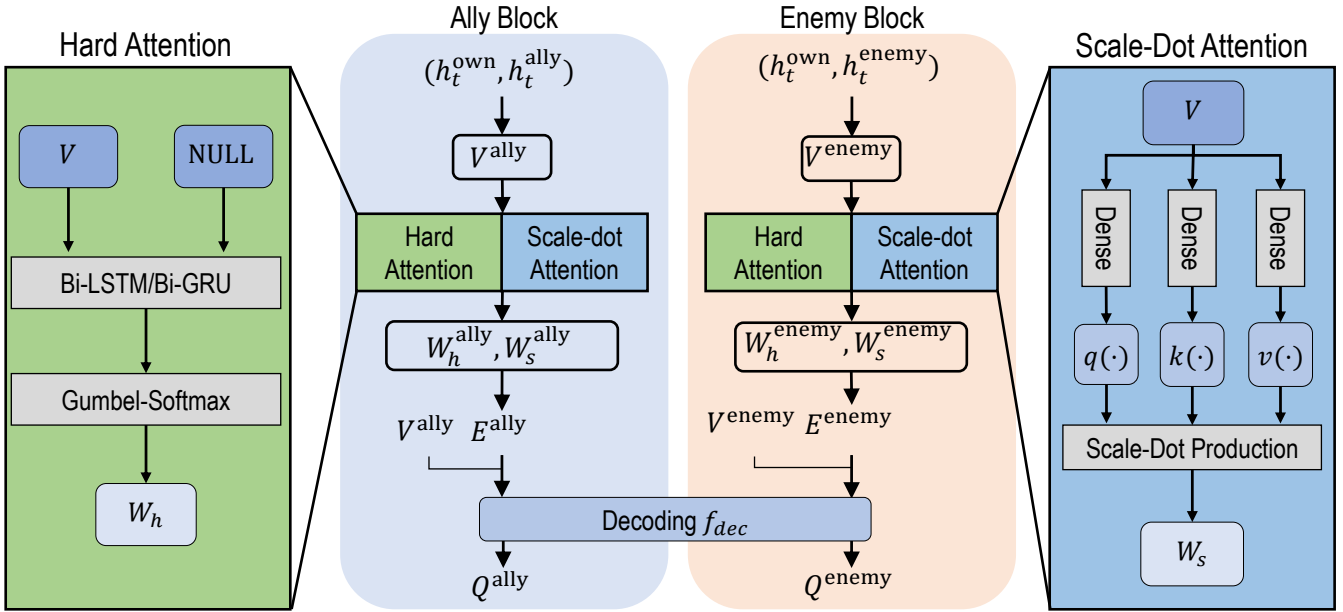 Hard Attention
V
NULL
Bi-LSTM/Bi-GRU
Gumbel-Softmax
W_h
Ally Block
(h_t^own, h_t^ally)
V^ally
Hard
Attention
Scale-dot
Attention
W_h^ally, W_s^ally
V^ally E^ally
Enemy Block
(h_t^own, h_t^enemy)
V^enemy
Hard
Attention
Scale-dot
Attention
W_h^enemy, W_s^enemy
V^enemy E^enemy
Decoding f_dec
Q^ally
Q^enemy
Scale-Dot Attention
V
Dense
Dense
Dense
q(·)
k(·)
v(·)
Scale-Dot Production
W_s